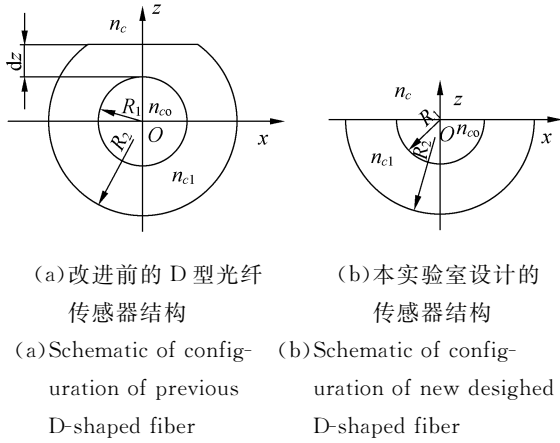 n_c
z
dz
R_1
n_co
O
x
R_2
n_c1
n_c
z
R_1
O
n_co
x
n_c1
R_2
(a)改进前的 D 型光纤
传感器结构
(a)Schematic of config-
uration of previous
D-shaped fiber
(b)本实验室设计的
传感器结构
(b)Schematic of config-
uration of new desighed
D-shaped fiber